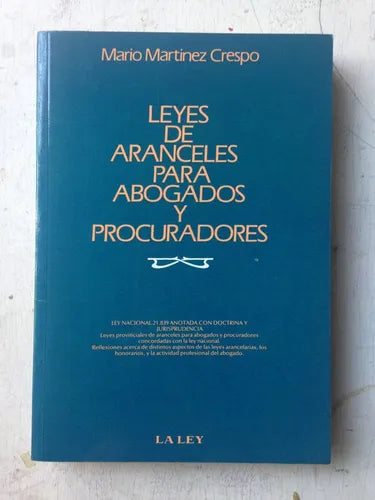 Mario Martinez Crespo
LEYES
DE
ARANCELES
PARA
ABOGADOS
Y
PROCURADORES
LEY NACIONAL 21.839 ANOTADA CON DOCTRINA Y
JURISPRUDENCIA
Leyes provinciales de aranceles para abogados y procuradores
concordadas con la ley nacional.
Reflexiones acerca de distintos aspectos de las leyes arancelarias, los
honorarios, y la actividad profesional del abogado.
LA LEY